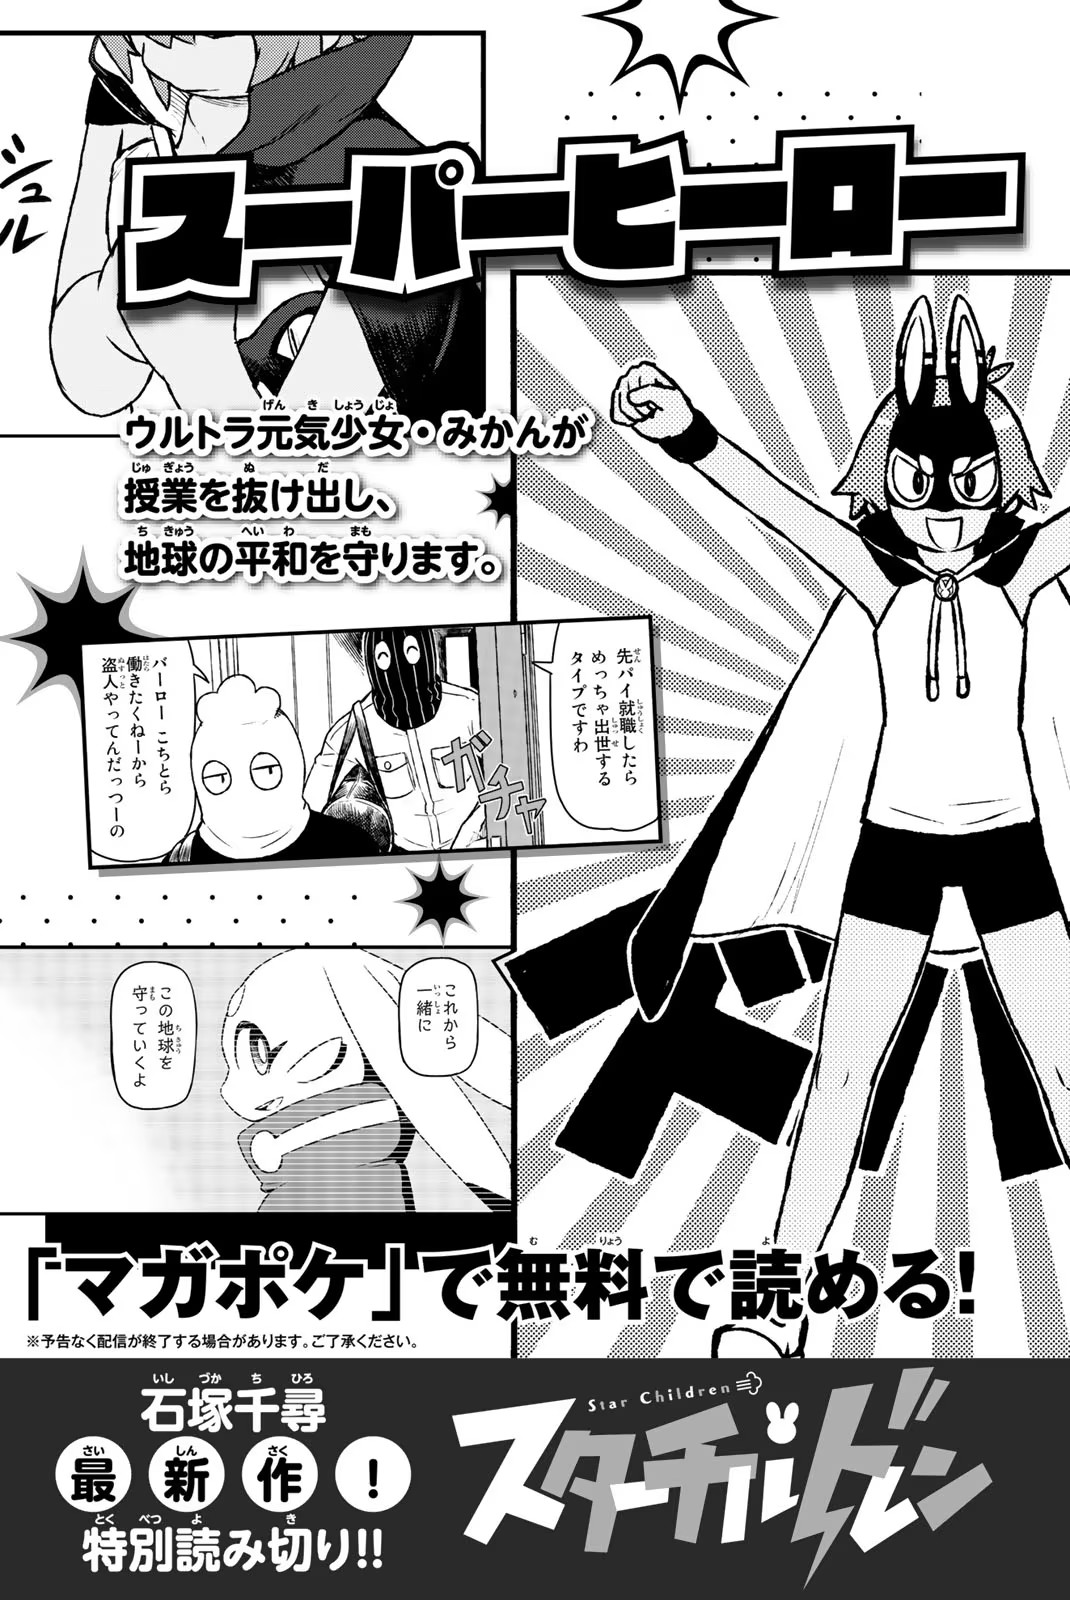 スーパーヒーロー
ジュル
ウルトラ元気少女・みかんが
授業を抜け出し、
地球の平和を守ります。
先パイ就職したら
めっちゃ出世する
タイプですわ
ガチャ
バーロー こちとら
働きたくねーから
盗人やってんだっつーの
これから
一緒に
この地球を
守っていくよ
「マガポケ」で無料で読める!
※予告なく配信が終了する場合があります。ご了承ください。
石塚千尋
最新作!
特別読み切り!!
Star Children
スターチルドレン